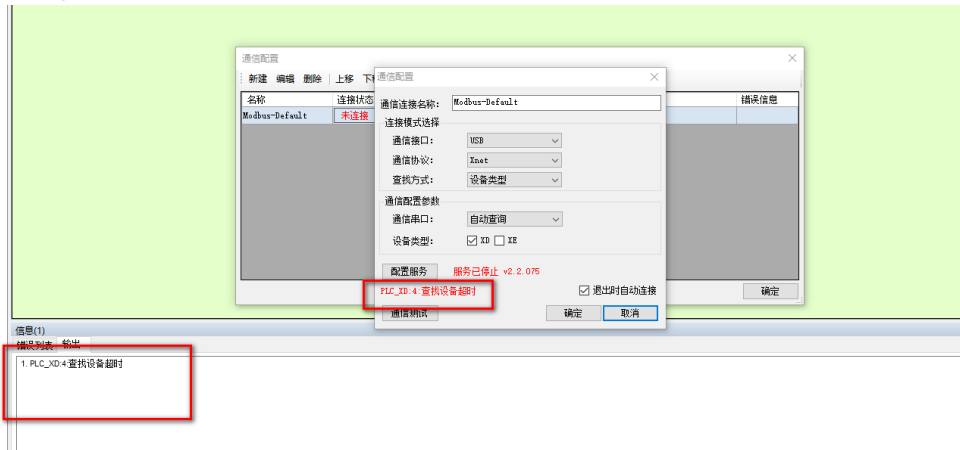 通信配置
新建 编辑 删除 上移
名称 连接状态 错误信息
Modbus-Default 未连接
确定
通信配置
通信连接名称: Modbus-Default
连接模式选择
通信接口: USB
通信协议: Xnet
查找方式: 设备类型
通信配置参数
通信串口: 自动查询
设备类型: XD XE
配置服务 服务已停止 v2.2.075
PLC_XD:4:查找设备超时 退出时自动连接
通信测试 确定 取消
信息(1)
错误列表 输出
1. PLC_XD:4:查找设备超时